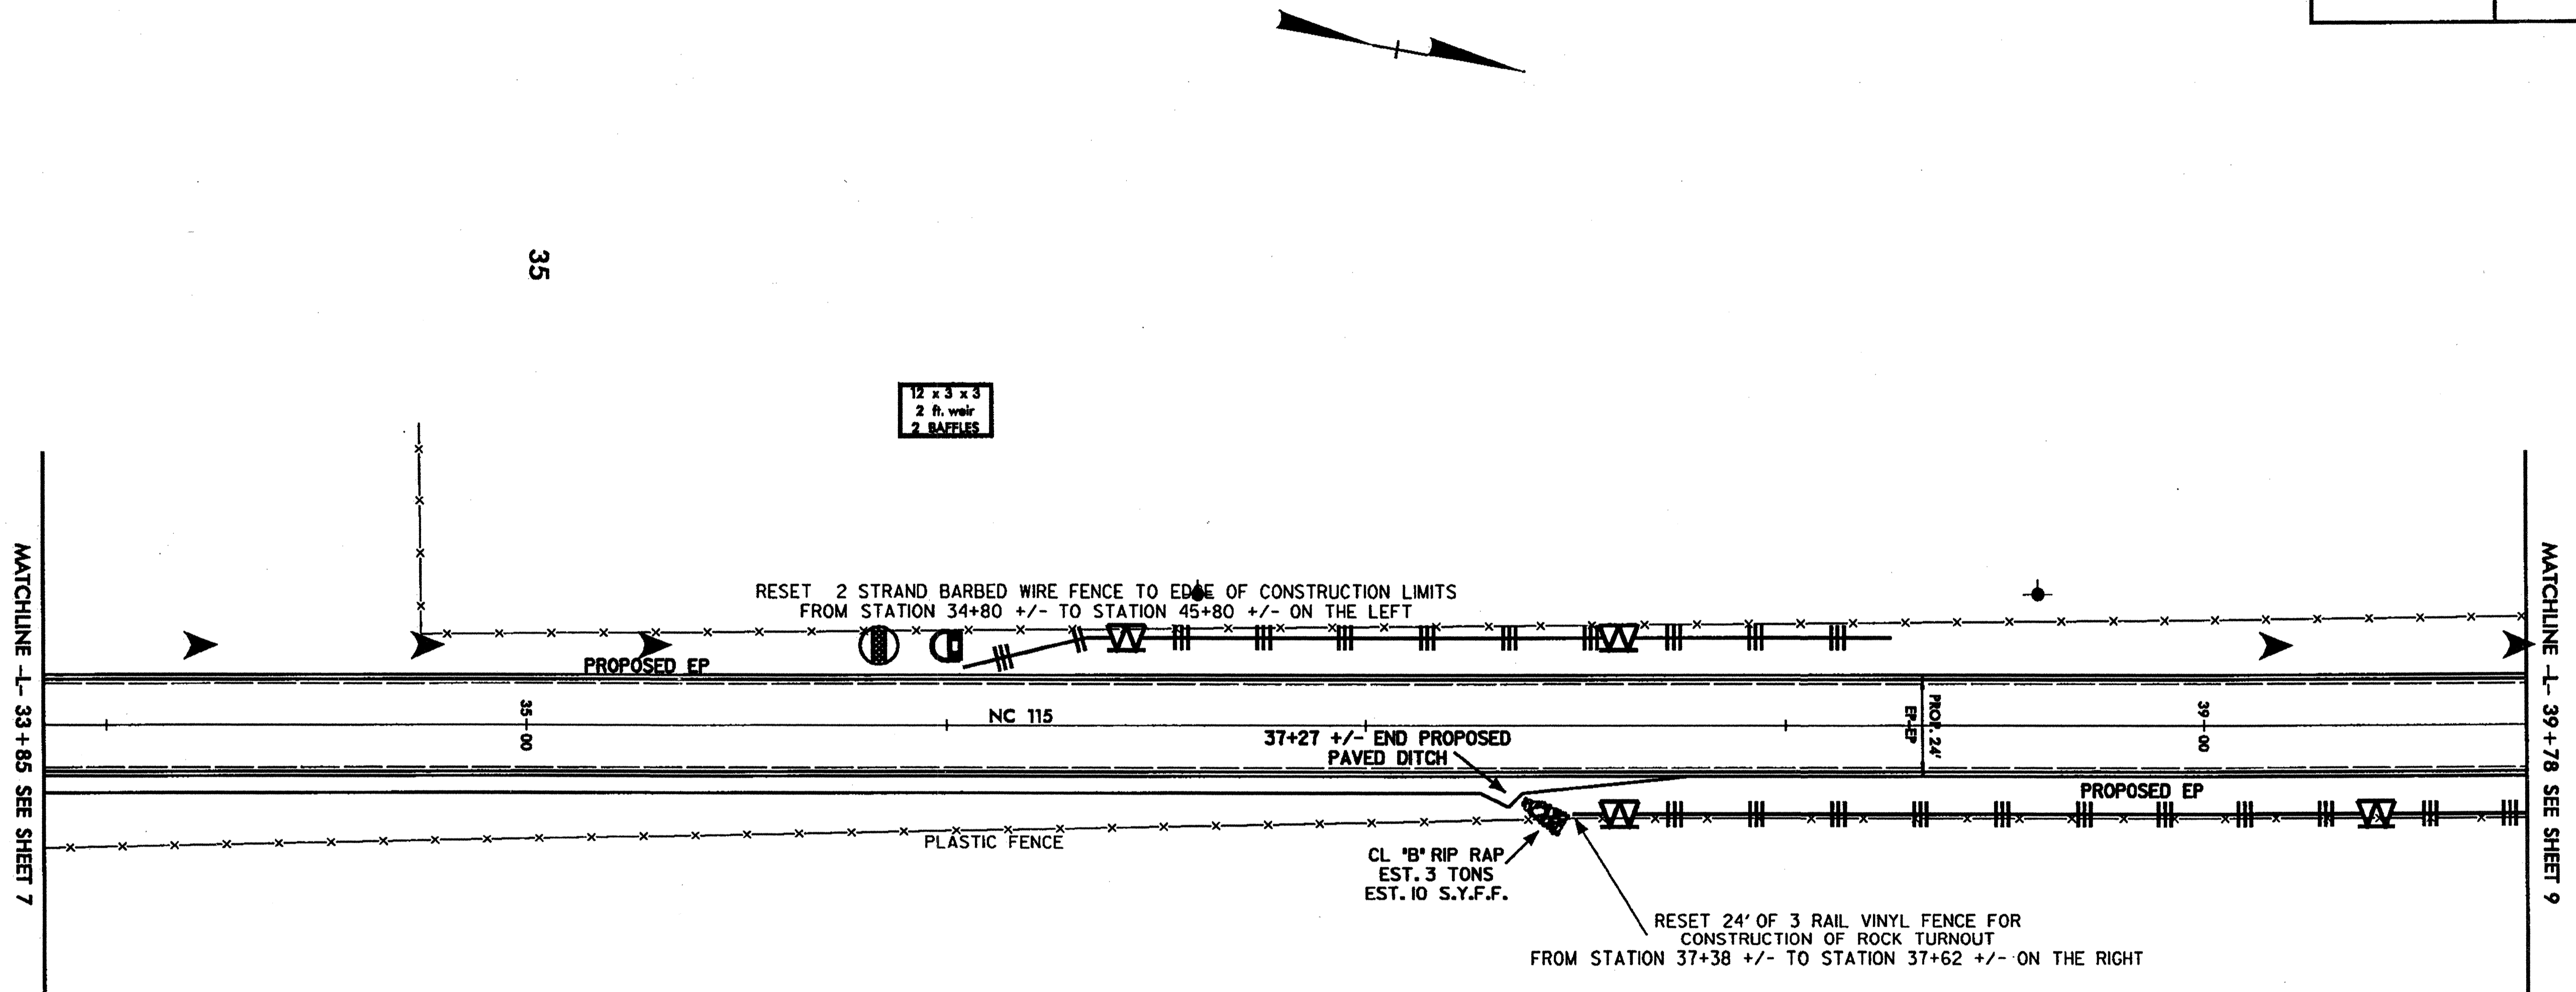 35
12 x 3 x 3
2 ft. weir
2 BAFFLES
RESET 2 STRAND BARBED WIRE FENCE TO EDGE OF CONSTRUCTION LIMITS
FROM STATION 34+80 +/- TO STATION 45+80 +/- ON THE LEFT
PROPOSED EP
MATCHLINE -L- 33+85 SEE SHEET 7
35+00
NC 115
37+27 +/- END PROPOSED
PAVED DITCH
PROP. 24'
EP-EP
39+00
MATCHLINE -L- 39+78 SEE SHEET 9
PROPOSED EP
PLASTIC FENCE
CL "B" RIP RAP
EST. 3 TONS
EST. 10 S.Y.F.F.
RESET 24' OF 3 RAIL VINYL FENCE FOR
CONSTRUCTION OF ROCK TURNOUT
FROM STATION 37+38 +/- TO STATION 37+62 +/- ON THE RIGHT